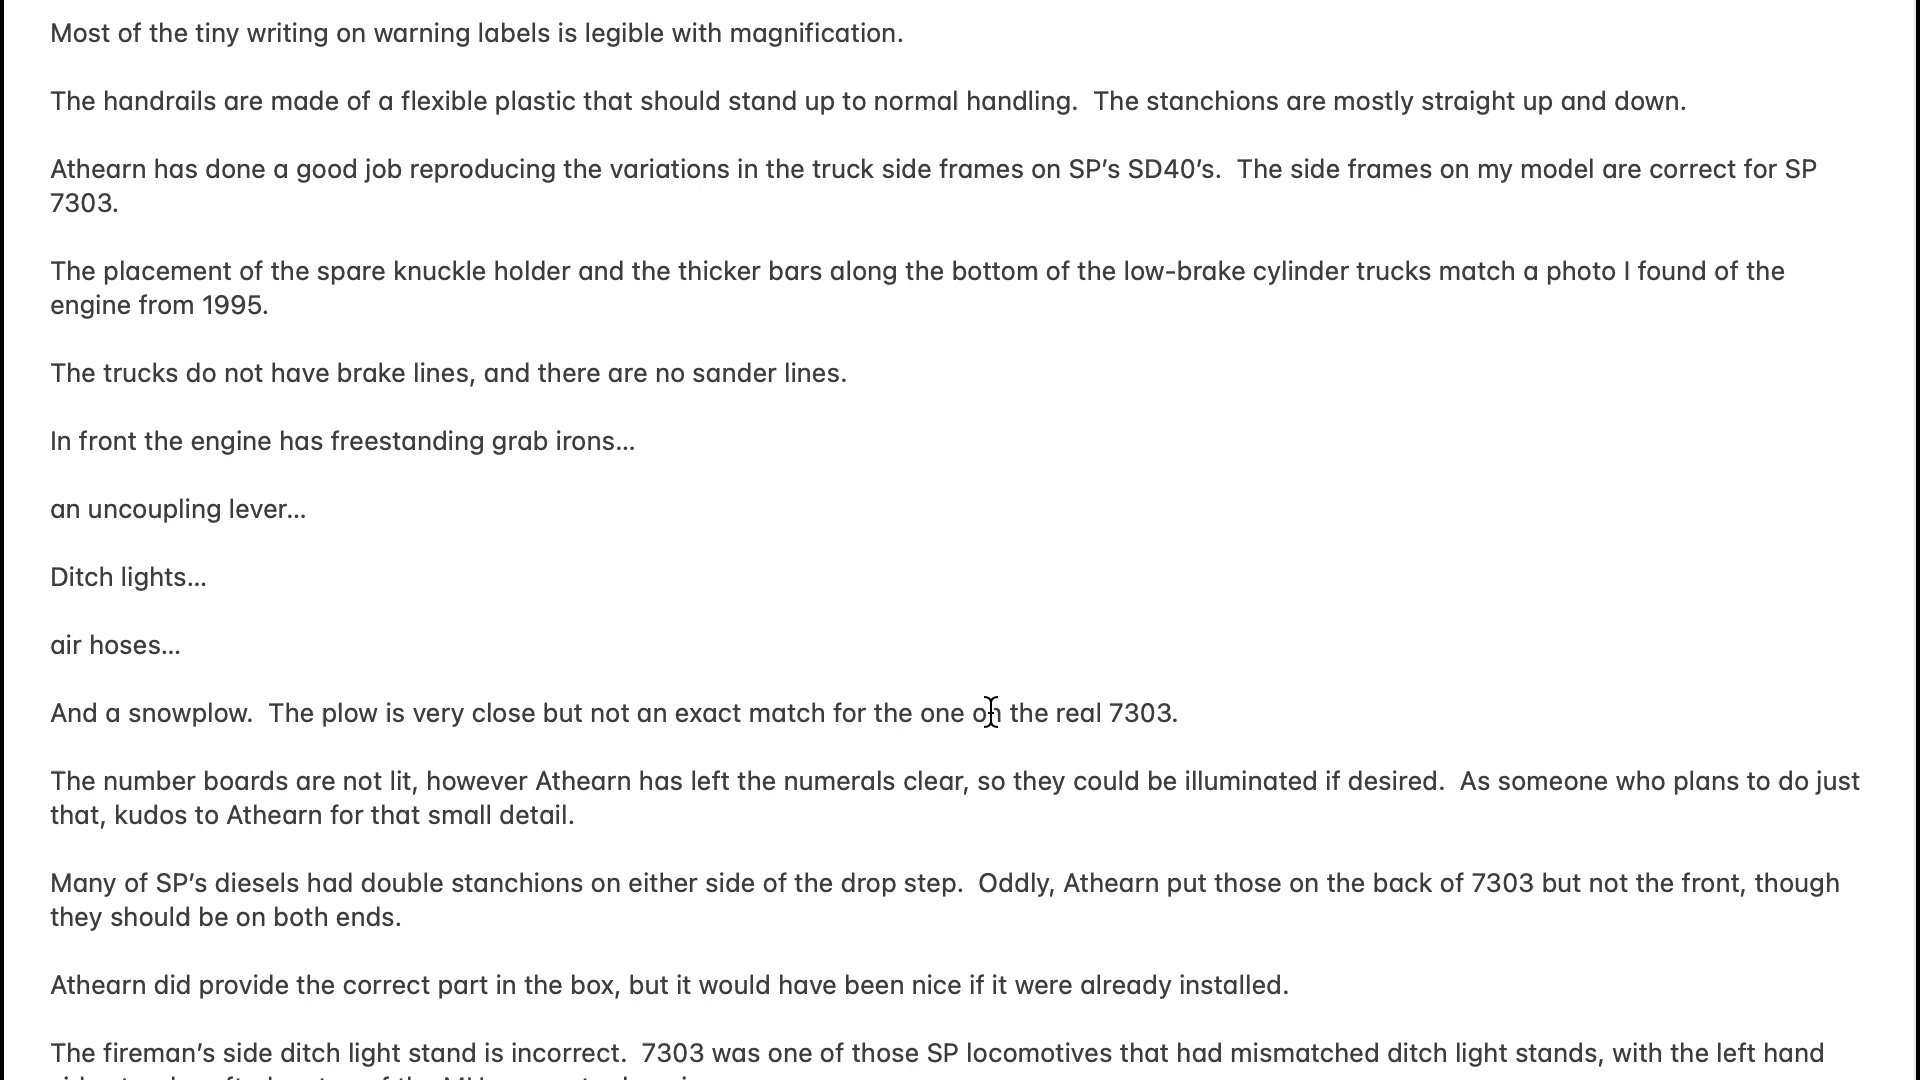 Most of the tiny writing on warning labels is legible with magnification.
The handrails are made of a flexible plastic that should stand up to normal handling.  The stanchions are mostly straight up and down.
Athearn has done a good job reproducing the variations in the truck side frames on SP’s SD40’s.  The side frames on my model are correct for SP
7303.
The placement of the spare knuckle holder and the thicker bars along the bottom of the low-brake cylinder trucks match a photo I found of the
engine from 1995.
The trucks do not have brake lines, and there are no sander lines.
In front the engine has freestanding grab irons…
an uncoupling lever…
Ditch lights…
air hoses…
And a snowplow.  The plow is very close but not an exact match for the one on the real 7303.
The number boards are not lit, however Athearn has left the numerals clear, so they could be illuminated if desired.  As someone who plans to do just
that, kudos to Athearn for that small detail.
Many of SP’s diesels had double stanchions on either side of the drop step.  Oddly, Athearn put those on the back of 7303 but not the front, though
they should be on both ends.
Athearn did provide the correct part in the box, but it would have been nice if it were already installed.
The fireman’s side ditch light stand is incorrect.  7303 was one of those SP locomotives that had mismatched ditch light stands, with the left hand